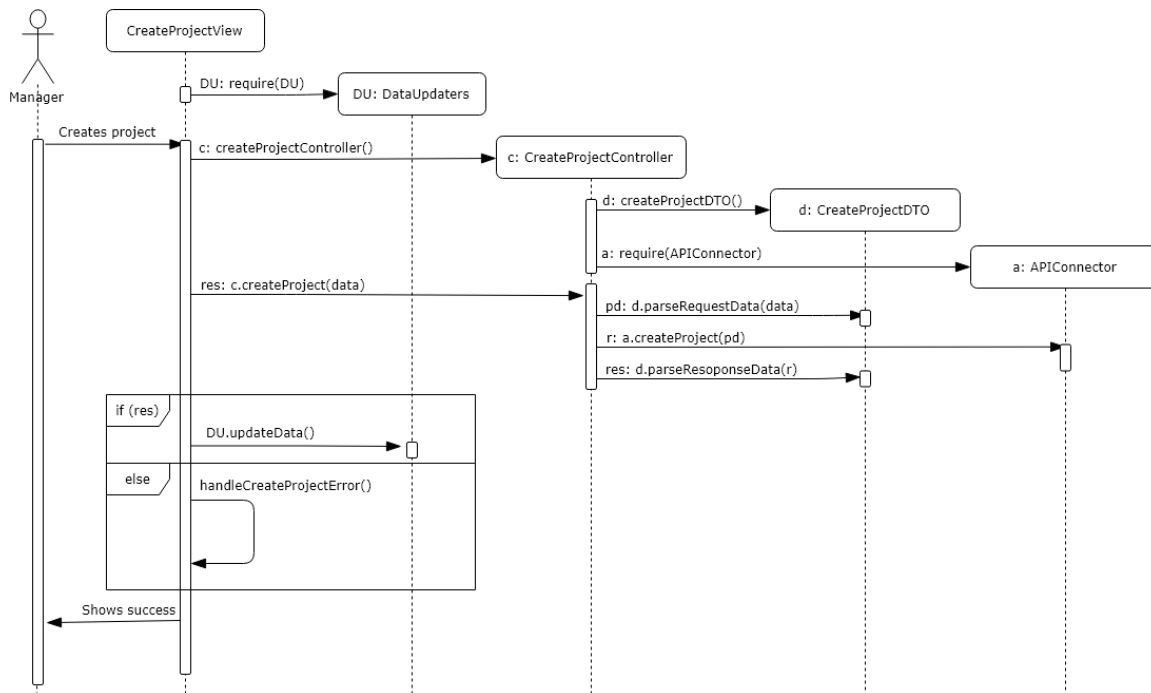 CreateProjectView
Manager
DU: require(DU)
DU: DataUpdaters
Creates project
c: createProjectController()
c: CreateProjectController
d: createProjectDTO()
d: CreateProjectDTO
a: require(APIConnector)
a: APIConnector
res: c.createProject(data)
pd: d.parseRequestData(data)
r: a.createProject(pd)
res: d.parseResoponseData(r)
if (res)
DU.updateData()
else
handleCreateProjectError()
Shows success